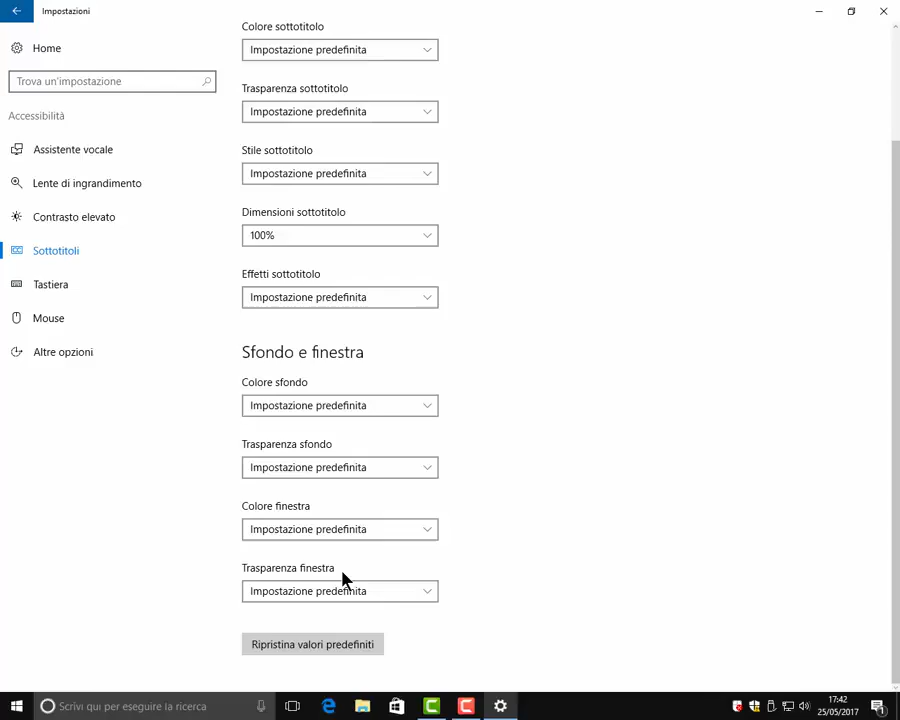 Impostazioni
Home
Trova un'impostazione
Accessibilità
Assistente vocale
Lente di ingrandimento
Contrasto elevato
Sottotitoli
Tastiera
Mouse
Altre opzioni
Colore sottotitolo
Impostazione predefinita
Trasparenza sottotitolo
Impostazione predefinita
Stile sottotitolo
Impostazione predefinita
Dimensioni sottotitolo
100%
Effetti sottotitolo
Impostazione predefinita
Sfondo e finestra
Colore sfondo
Impostazione predefinita
Trasparenza sfondo
Impostazione predefinita
Colore finestra
Impostazione predefinita
Trasparenza finestra
Impostazione predefinita
Ripristina valori predefiniti
Scrivi qui per eseguire la ricerca
17:42
25/05/2017